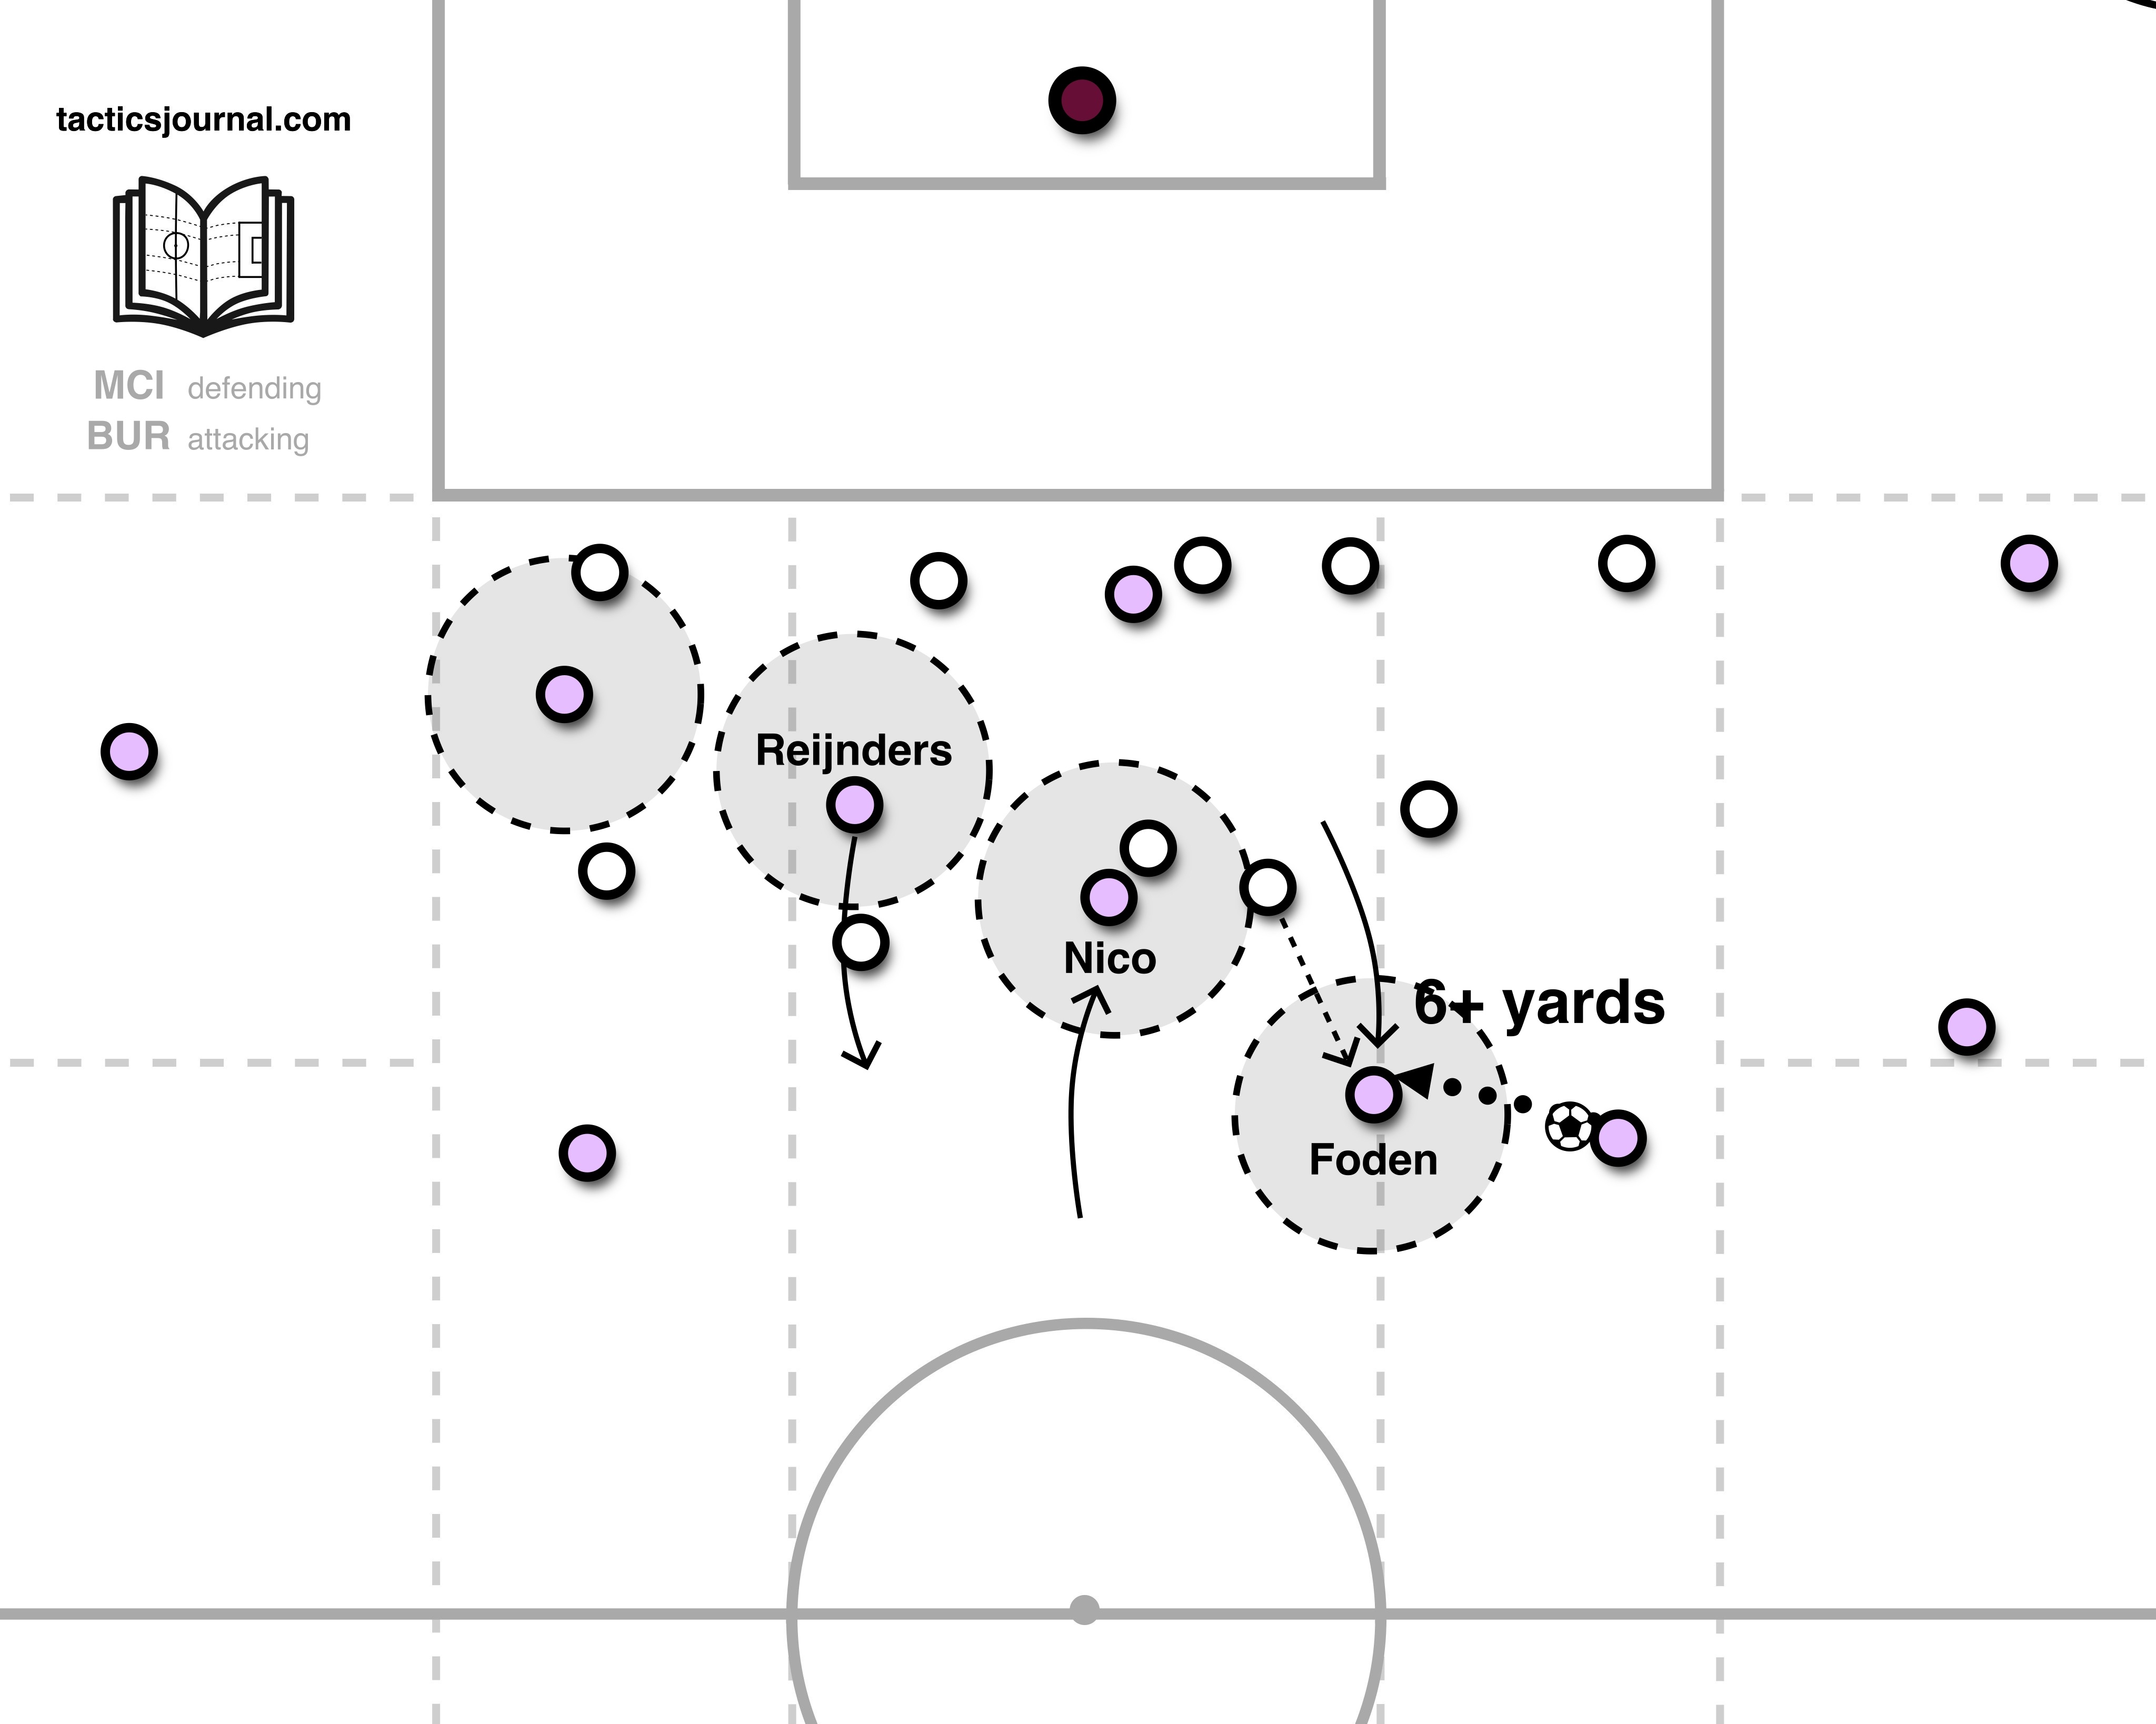 tacticsjournal.com
MCI defending
BUR attacking
Reijnders
Nico
6+ yards
Foden